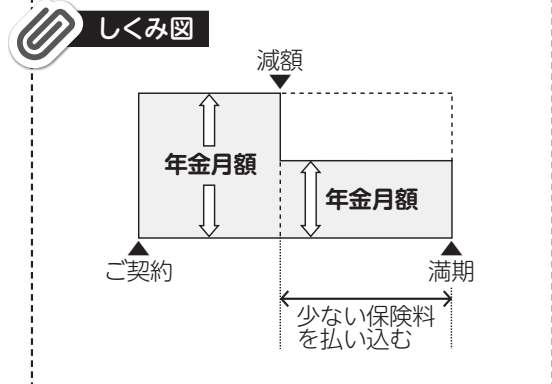 しくみ図
減額
年金月額
年金月額
ご契約
満期
少ない保険料
を払い込む